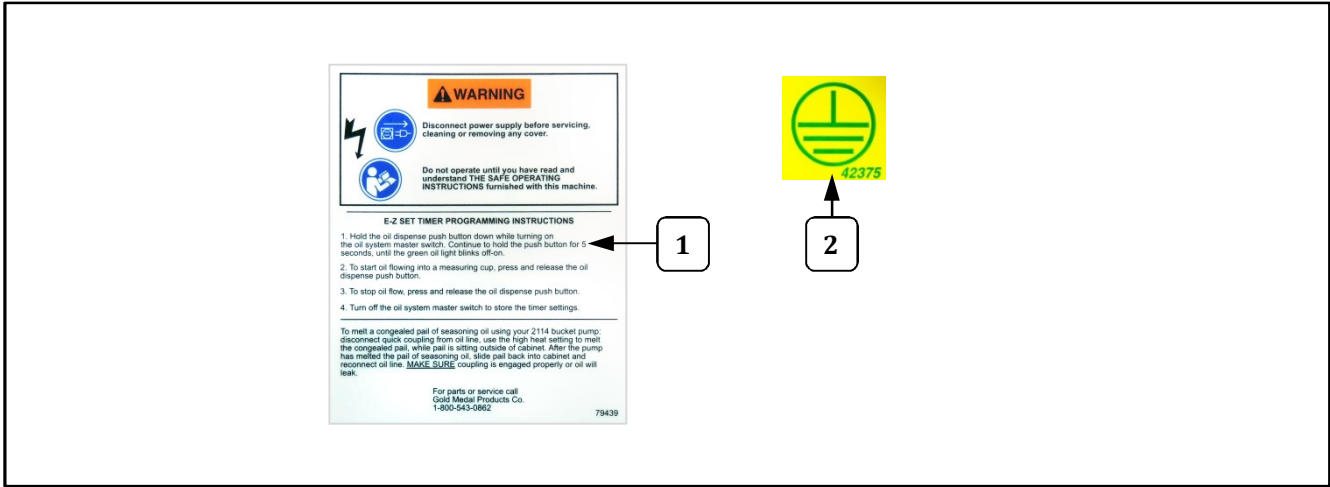 WARNING
Disconnect power supply before servicing,
cleaning or removing any cover.
Do not operate until you have read and
understand THE SAFE OPERATING
INSTRUCTIONS furnished with this machine.
E-Z SET TIMER PROGRAMMING INSTRUCTIONS
1. Hold the oil dispense push button down while turning on
the oil system master switch. Continue to hold the push button for 5
seconds, until the green oil light blinks off-on.
2. To start oil flowing into a measuring cup, press and release the oil
dispense push button.
3. To stop oil flow, press and release the oil dispense push button.
4. Turn off the oil system master switch to store the timer settings.
To melt a congealed pail of seasoning oil using your 2114 bucket pump:
disconnect quick coupling from oil line, use the high heat setting to melt
the congealed pail, while pail is sitting outside of cabinet. After the pump
has melted the pail of seasoning oil, slide pail back into cabinet and
reconnect oil line. MAKE SURE coupling is engaged properly or oil will
leak.
For parts or service call
Gold Medal Products Co.
1-800-543-0862
79439
1
42375
2